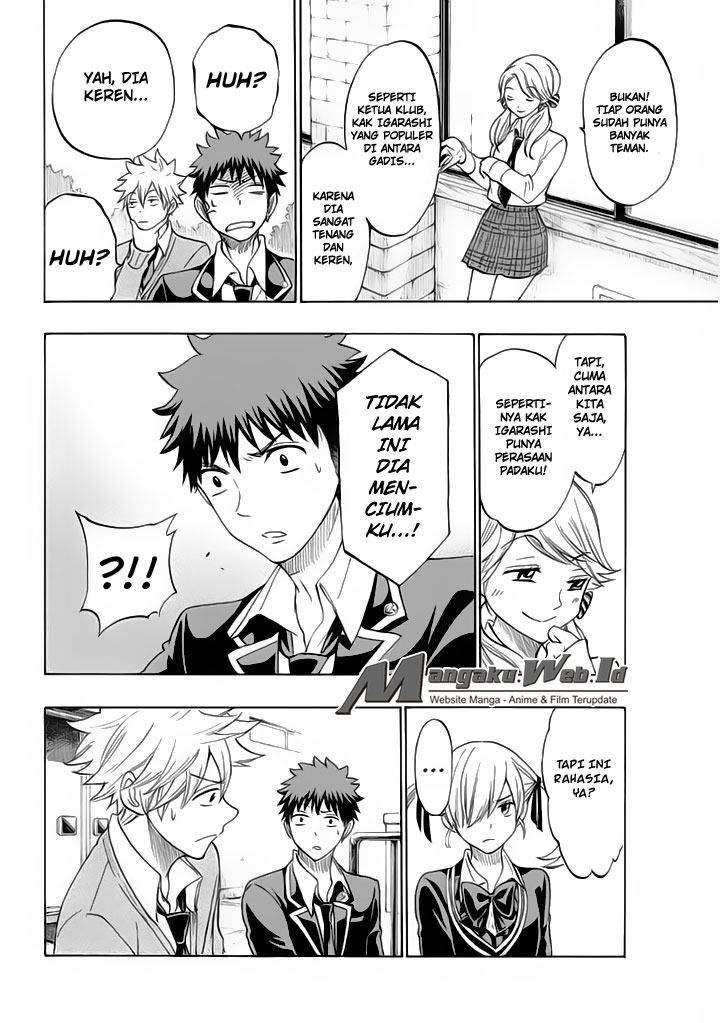 BUKAN!
TIAP ORANG
SUDAH PUNYA
BANYAK
TEMAN.
SEPERTI
KETUA KLUB,
KAK IGARASHI
YANG POPULER
DI ANTARA
GADIS...
KARENA
DIA
SANGAT
TENANG
DAN
KEREN,
HUH?
YAH, DIA
KEREN...
HUH?
TAPI,
CUMA
ANTARA
KITA
SAJA,
YA...
SEPERTI-
NYA KAK
IGARASHI
PUNYA
PERASAAN
PADAKU!
TIDAK
LAMA
INI
DIA
MEN-
CIUM-
KU...!
?!!
Mangaku.Web.Id
Website Manga - Anime & Film Terupdate
TAPI INI
RAHASIA,
YA?
...